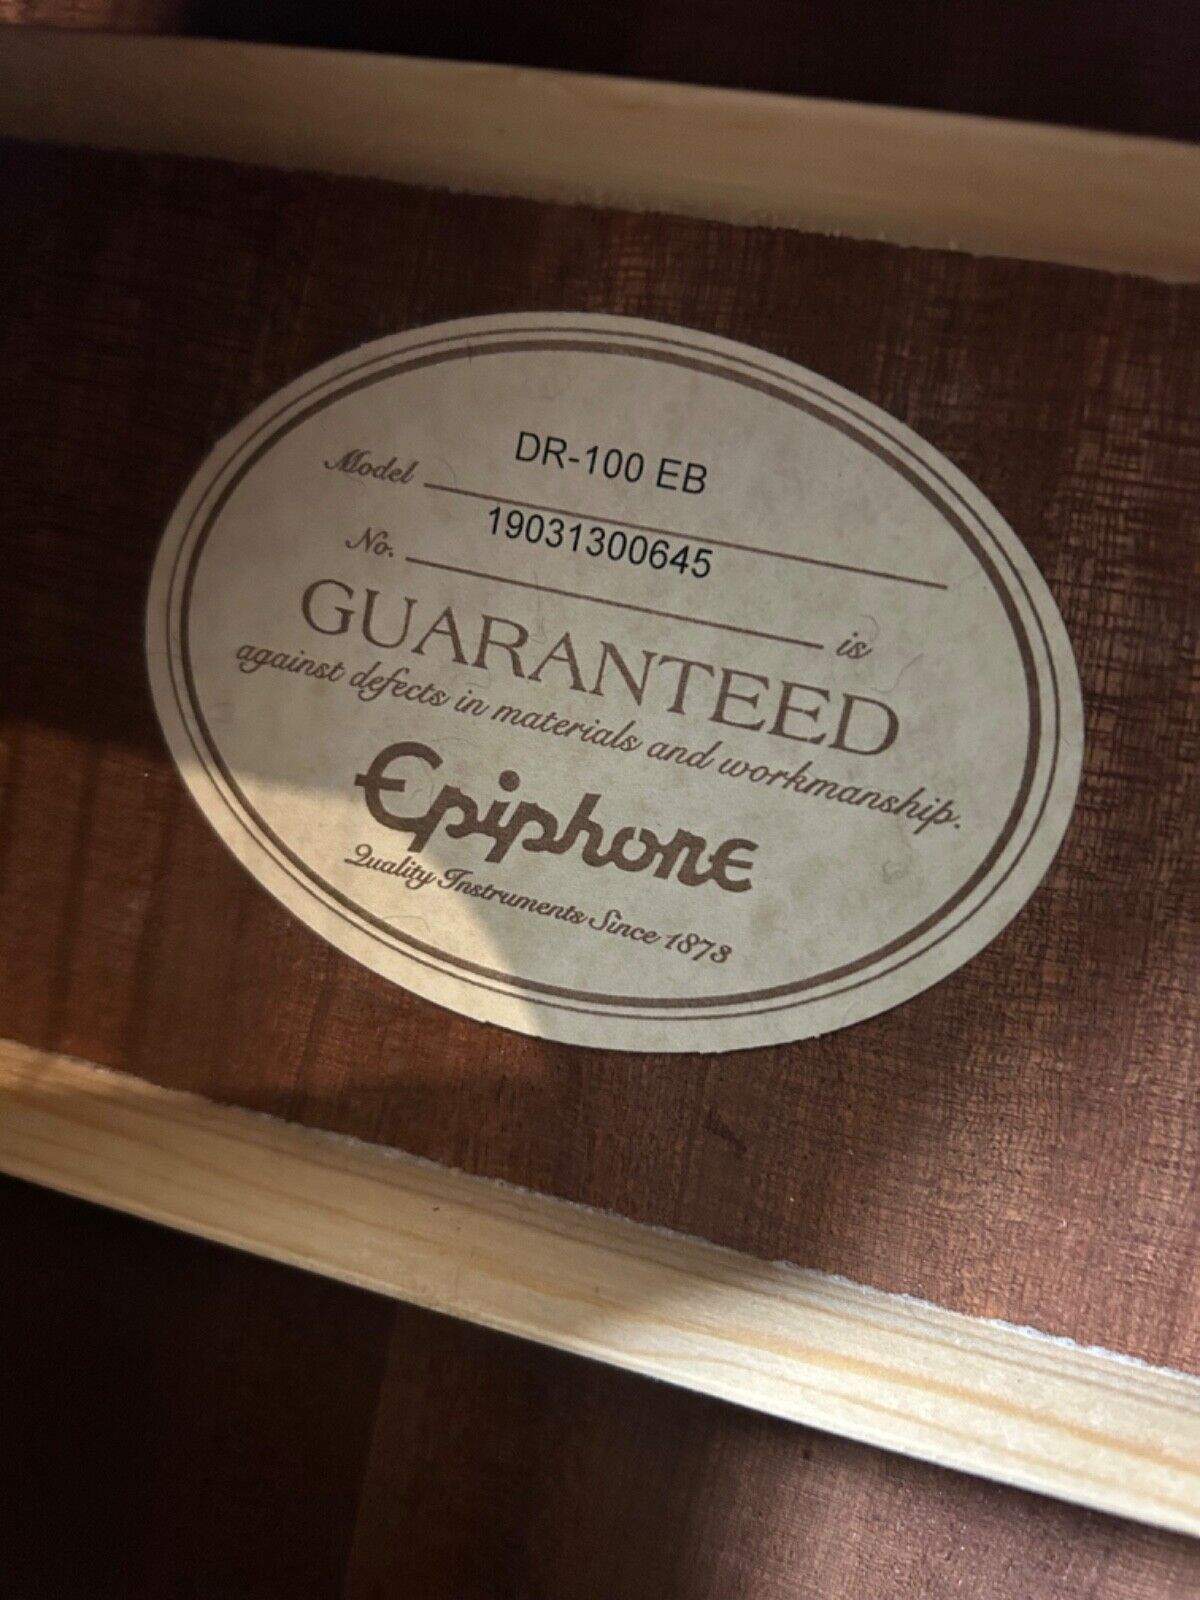 Model DR-100 EB
No. 19031300645 is
GUARANTEED
against defects in materials and workmanship.
Epiphone
Quality Instruments Since 1873